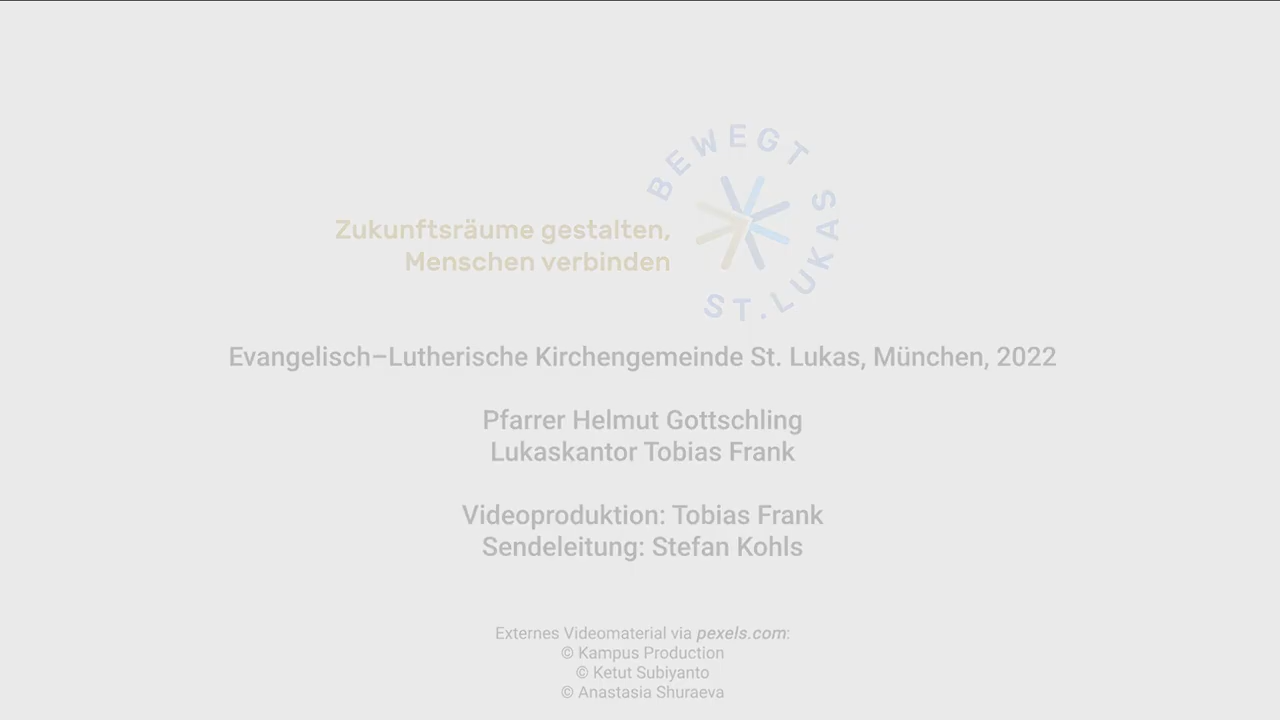 BEWEGT
ST. LUKAS
Zukunftsräume gestalten,
Menschen verbinden
Evangelisch–Lutherische Kirchengemeinde St. Lukas, München, 2022
Pfarrer Helmut Gottschling
Lukaskantor Tobias Frank
Videoproduktion: Tobias Frank
Sendeleitung: Stefan Kohls
Externes Videomaterial via pexels.com:
© Kampus Production
© Ketut Subiyanto
© Anastasia Shuraeva